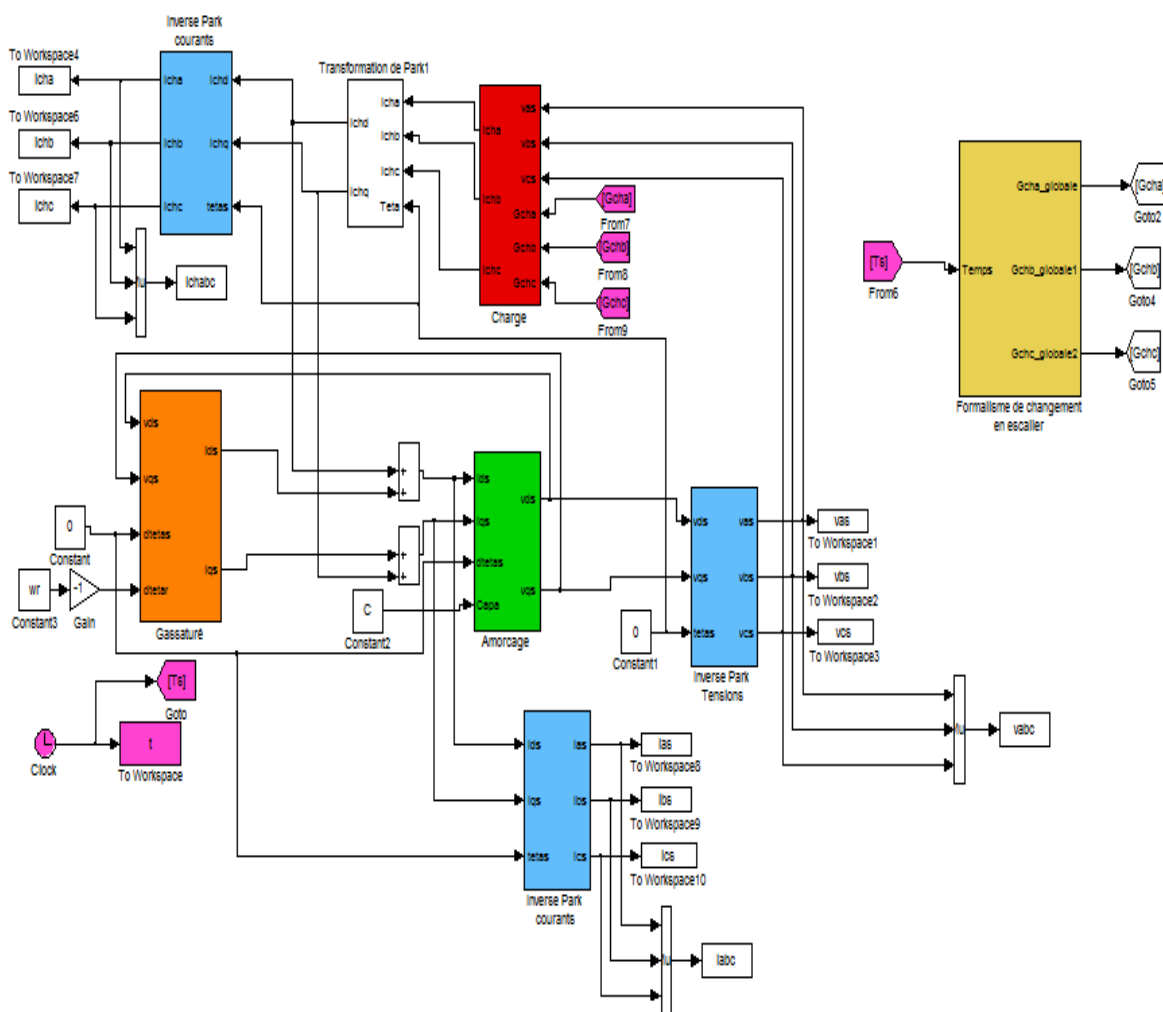 Inverse Park
courants
To Workspace4
Icha
Icha
Ichd
To Workspace6
Ichb
Ichb
Ichq
To Workspace7
Ichc
Ichc
tetas
Ichabc
Transformation de Park1
Icha
Ichd
Ichb
Ichc
Ichq
Teta
vas
Icha
vbs
vcs
Ichb
Gcha
Gchb
Ichc
Gchc
Charge
[Gcha]
From7
[Gchb]
From8
[Gchc]
From9
[Ts]
From6
Temps
Gcha_globale
Gchb_globale1
Gchc_globale2
Formalisme de changement
en escalier
[Gcha]
Goto2
[Gchb]
Goto4
[Gchc]
Goto5
vds
Ids
vqs
dtetas
Iqs
dtetar
Gassaturé
0
Constant
wr
Constant3
-1
Gain
+
+
+
+
Ids
vds
Iqs
dtetas
vqs
Capa
Amorcage
C
Constant2
0
Constant1
vds
vas
vqs
vbs
tetas
vcs
Inverse Park
Tensions
vas
To Workspace1
vbs
To Workspace2
vcs
To Workspace3
vabc
[Ts]
Goto
t
To Workspace
Clock
Ids
Ias
Iqs
Ibs
tetas
Ics
Inverse Park
courants
Ias
To Workspace8
Ibs
To Workspace9
Ics
To Workspace10
Iabc